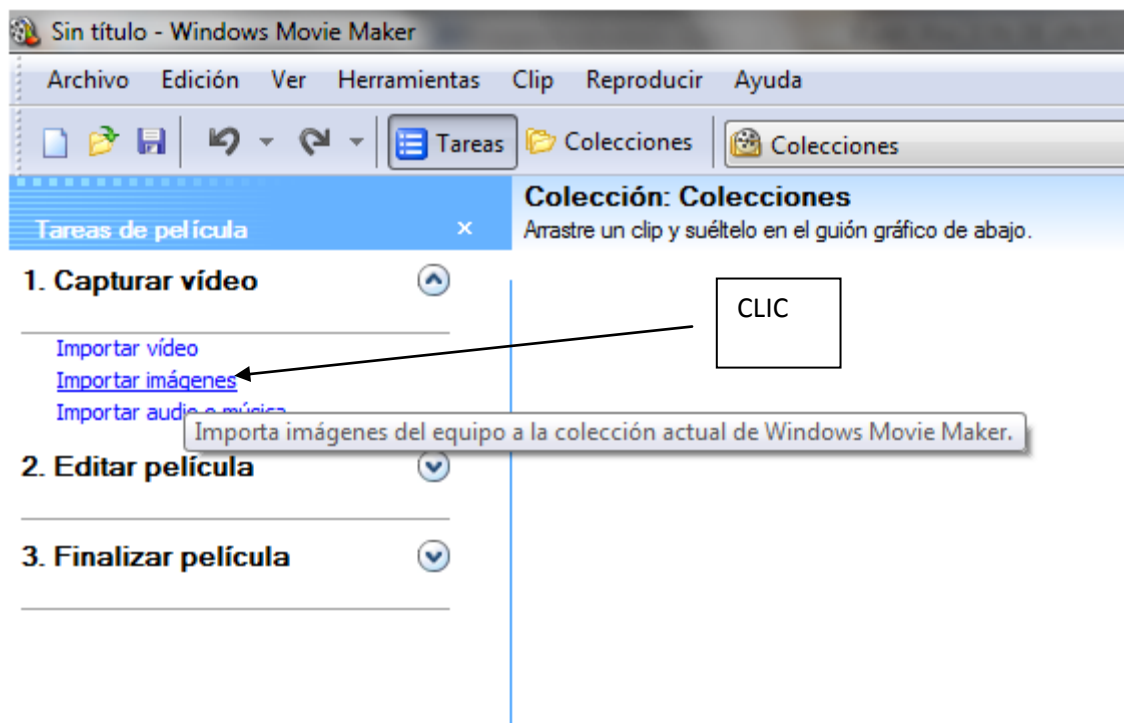 Sin título - Windows Movie Maker
Archivo Edición Ver Herramientas Clip Reproducir Ayuda
Tareas Colecciones Colecciones
Tareas de película
Colección: Colecciones
Arrastre un clip y suéltelo en el guión gráfico de abajo.
1. Capturar vídeo
CLIC
Importar vídeo
Importar imágenes
Importar audio o música
Importa imágenes del equipo a la colección actual de Windows Movie Maker.
2. Editar película
3. Finalizar película